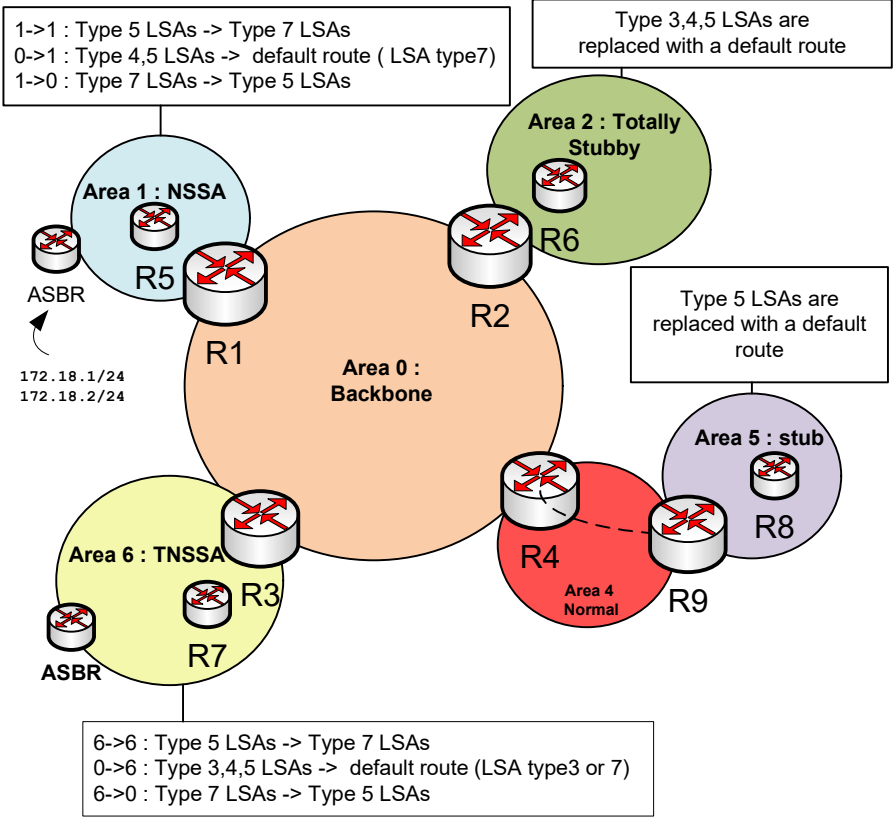 1->1 : Type 5 LSAs -> Type 7 LSAs
0->1 : Type 4,5 LSAs -> default route ( LSA type7)
1->0 : Type 7 LSAs -> Type 5 LSAs
Type 3,4,5 LSAs are
replaced with a default route
Area 2 : Totally
Stubby
R6
R2
Area 1 : NSSA
R5
ASBR
R1
172.18.1/24
172.18.2/24
Area 0 :
Backbone
Type 5 LSAs are
replaced with a default
route
Area 5 : stub
R8
R4
R9
Area 4
Normal
Area 6 : TNSSA
R3
R7
ASBR
6->6 : Type 5 LSAs -> Type 7 LSAs
0->6 : Type 3,4,5 LSAs -> default route (LSA type3 or 7)
6->0 : Type 7 LSAs -> Type 5 LSAs